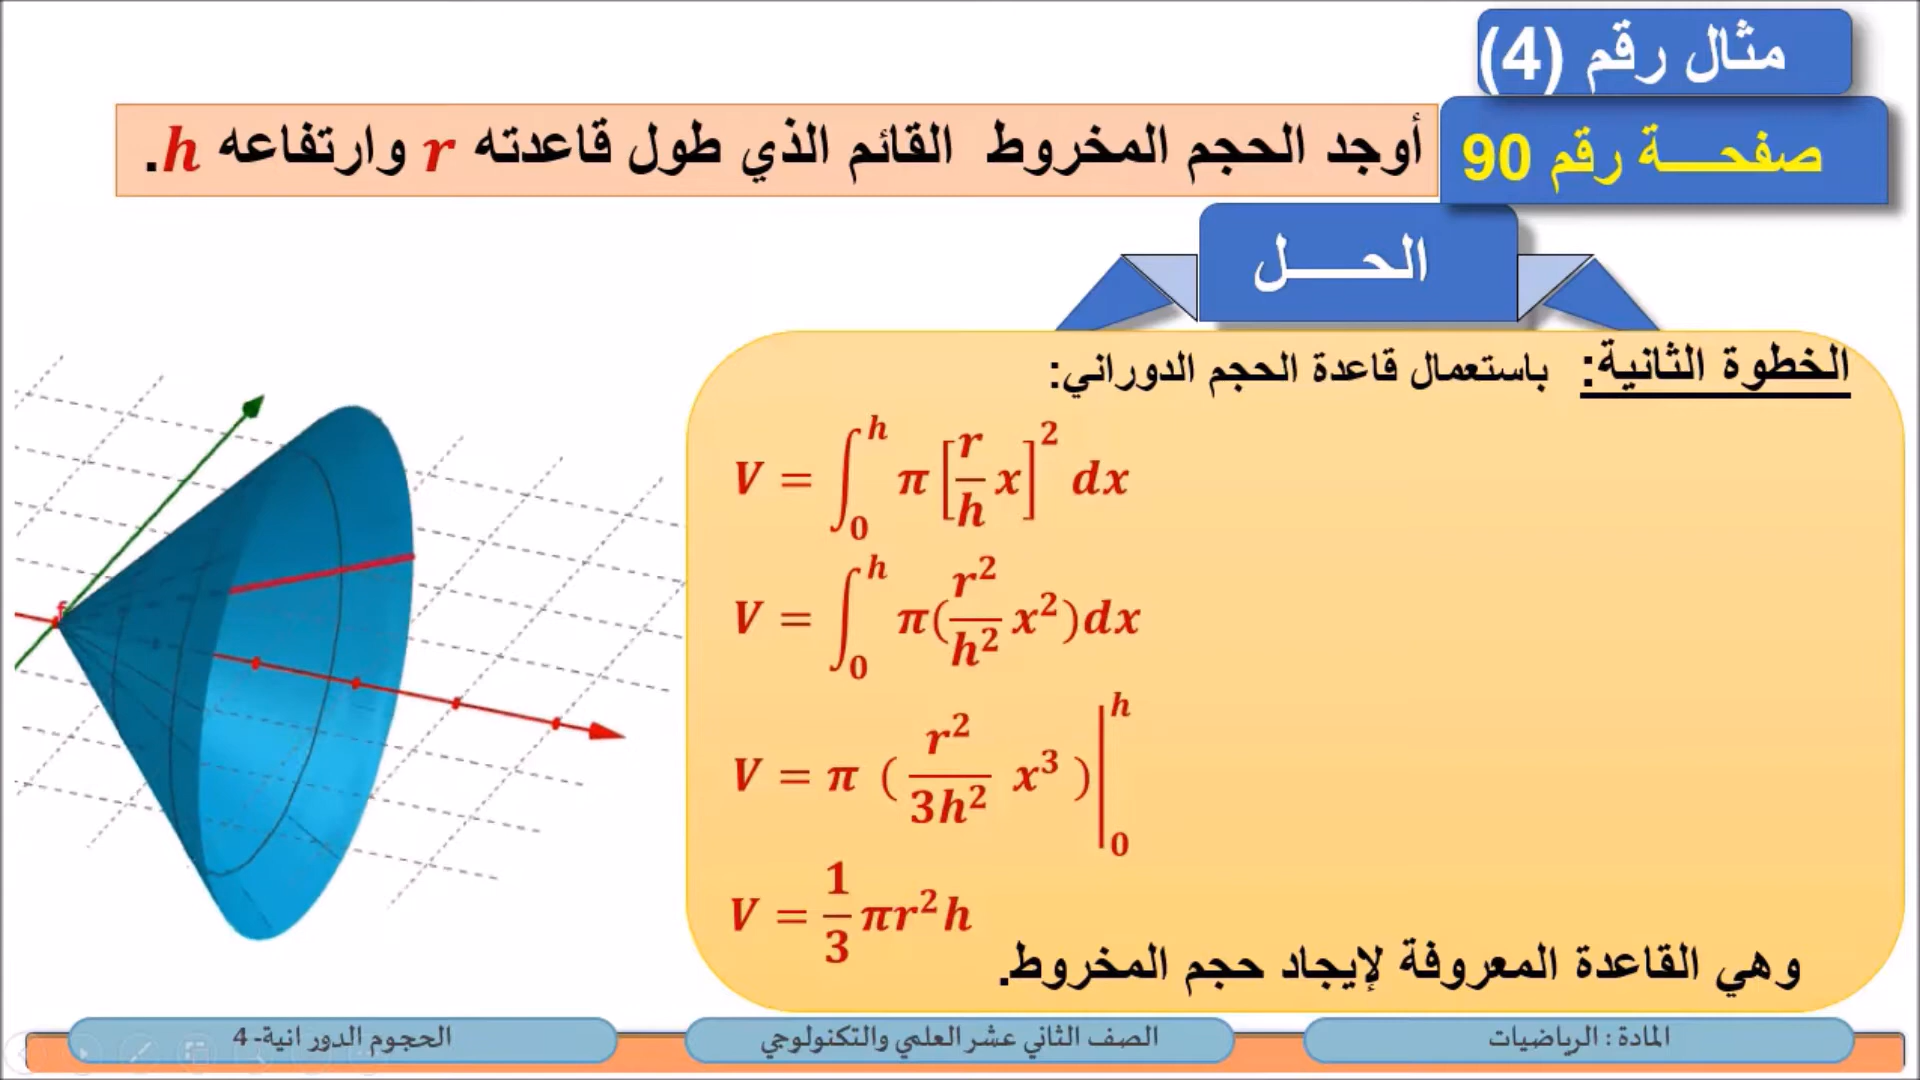 مثال رقم (4)
صفحـــــة رقم 90
أوجد الحجم المخروط القائم الذي طول قاعدته r وارتفاعه h.
الحـــــــل
الخطوة الثانية: باستعمال قاعدة الحجم الدوراني:
V = ∫₀ʰ π [r/h x]² dx
V = ∫₀ʰ π(r²/h² x²)dx
V = π (r²/3h² x³)|₀ʰ
V = 1/3 πr²h
وهي القاعدة المعروفة لإيجاد حجم المخروط.
المادة : الرياضيات
الصف الثاني عشر العلمي والتكنولوجي
الحجوم الدورانية- 4